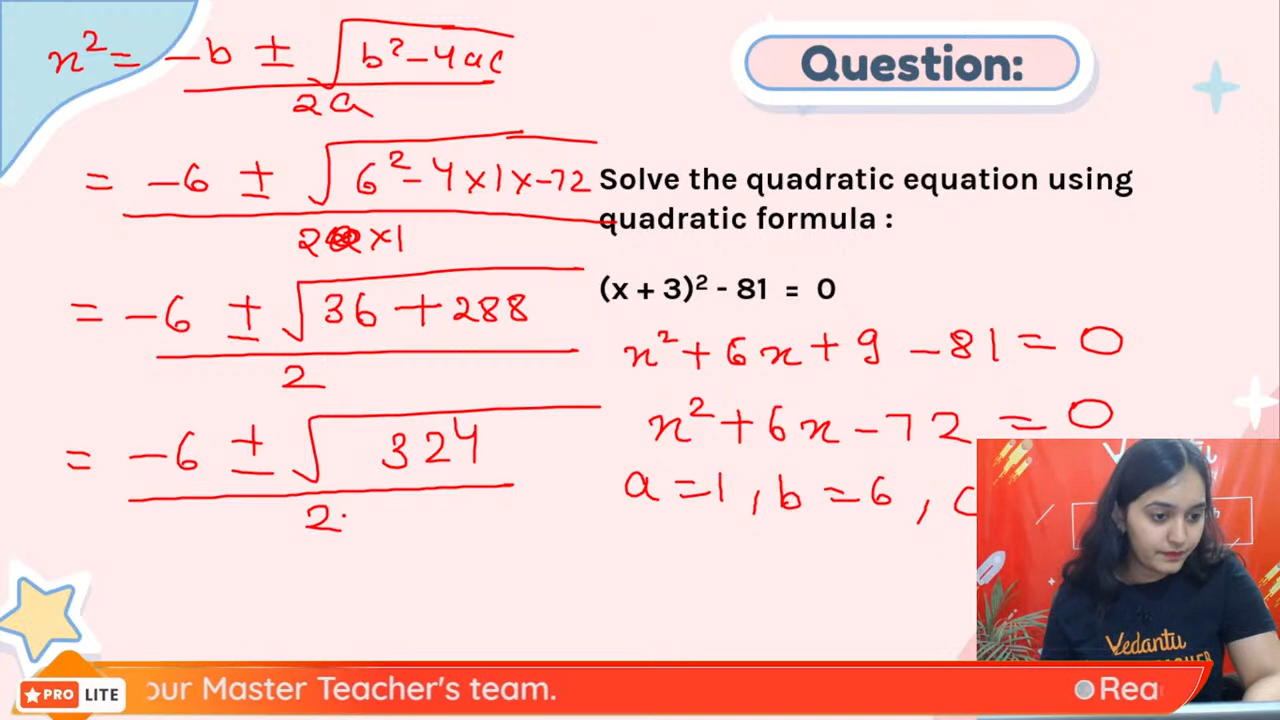 x² = -b ± √b²-4ac
2a
= -6 ± √6²-4×1×-72
2×1
= -6 ± √36+288
2
= -6 ± √324
2
Question:
Solve the quadratic equation using
quadratic formula :
(x + 3)² - 81 = 0
x²+6x+9-81=0
x²+6x-72=0
a=1, b=6, c
Vedantu
PRO LITE
our Master Teacher's team.
Rea